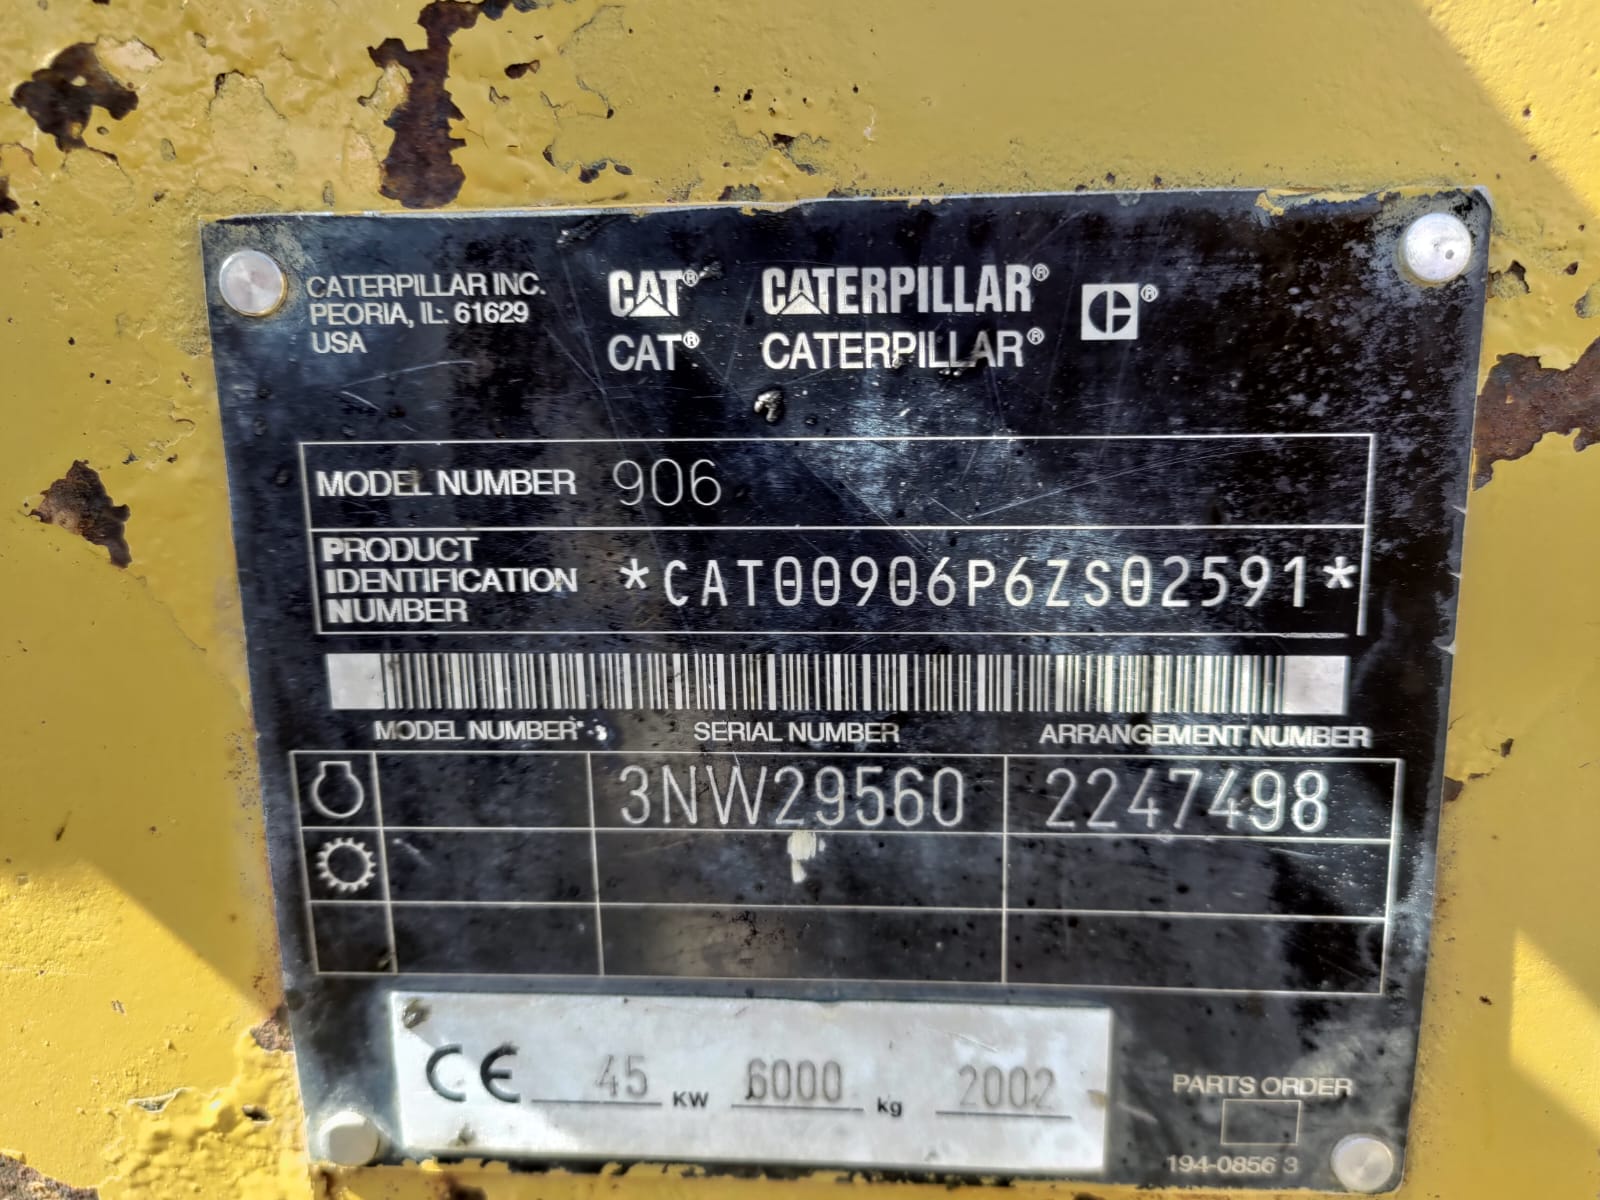 CATERPILLAR INC.
PEORIA, IL. 61629
USA
CAT® CATERPILLAR® ®
CAT® CATERPILLAR®
MODEL NUMBER 906
PRODUCT
IDENTIFICATION
NUMBER
*CAT00906P6ZS02591*
MODEL NUMBER SERIAL NUMBER ARRANGEMENT NUMBER
3NW29560 2247498
CE 45 KW 6000 kg 2002
PARTS ORDER
194-0856 3